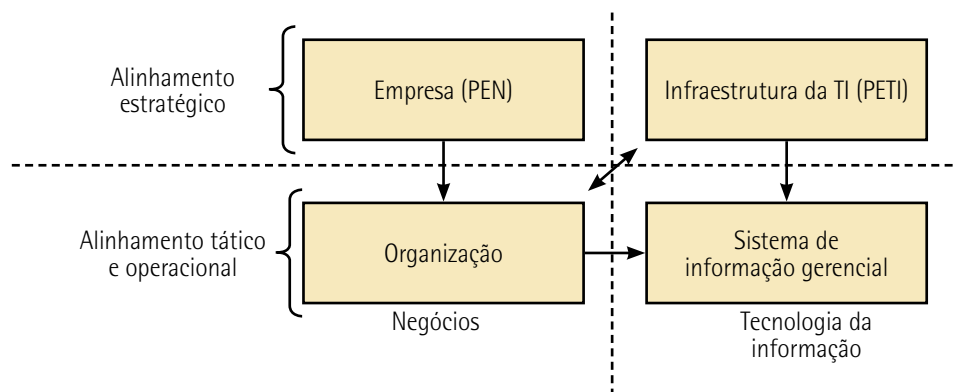 Alinhamento
estratégico
Empresa (PEN)
Infraestrutura da TI (PETI)
Alinhamento tático
e operacional
Organização
Sistema de
informação gerencial
Negócios
Tecnologia da
informação